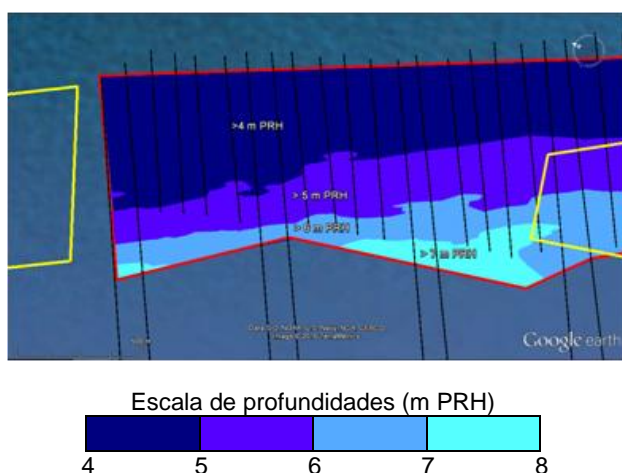 >4 m PRH
> 5 m PRH
> 6 m PRH
> 7 m PRH
Google earth
Escala de profundidades (m PRH)
4 5 6 7 8